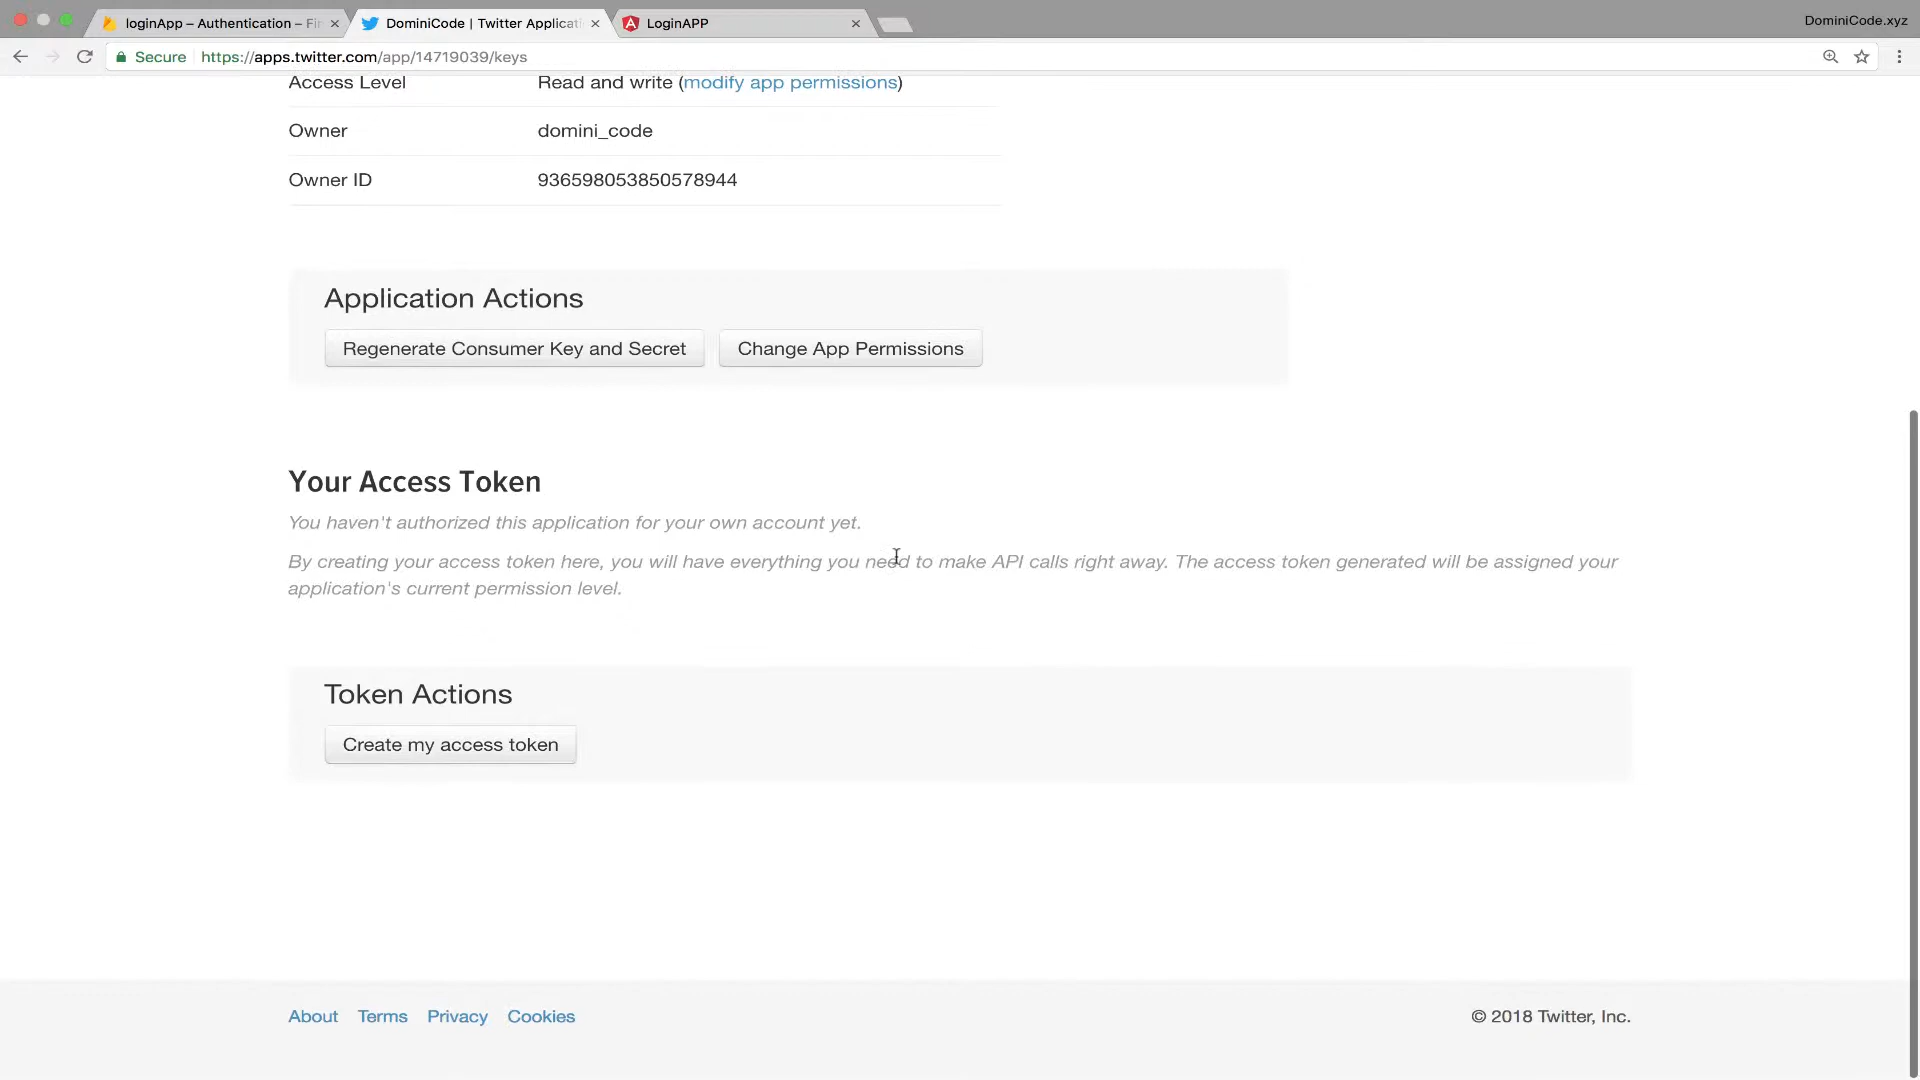 loginApp – Authentication – Fi
DominiCode | Twitter Applicati
LoginAPP
DominiCode.xyz
Secure https://apps.twitter.com/app/14719039/keys
Access Level Read and write (modify app permissions)
Owner domini_code
Owner ID 936598053850578944
Application Actions
Regenerate Consumer Key and Secret Change App Permissions
Your Access Token
You haven't authorized this application for your own account yet.
By creating your access token here, you will have everything you need to make API calls right away. The access token generated will be assigned your
application's current permission level.
Token Actions
Create my access token
About Terms Privacy Cookies © 2018 Twitter, Inc.